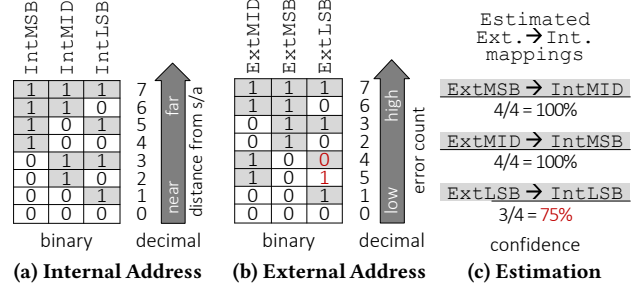 IntMSB
IntMID
IntLSB
1 1 1 7
1 1 0 6
1 0 1 5
1 0 0 4
0 1 1 3
0 1 0 2
0 0 1 1
0 0 0 0
near far
distance from s/a
binary decimal
(a) Internal Address
ExtMID
ExtMSB
ExtLSB
1 1 1 7
1 1 0 6
0 1 1 3
0 1 0 2
1 0 0 4
1 0 1 5
0 0 1 1
0 0 0 0
low high
error count
binary decimal
(b) External Address
Estimated
Ext.→Int.
mappings
ExtMSB→IntMID
4/4 = 100%
ExtMID→IntMSB
4/4 = 100%
ExtLSB→IntLSB
3/4 = 75%
confidence
(c) Estimation